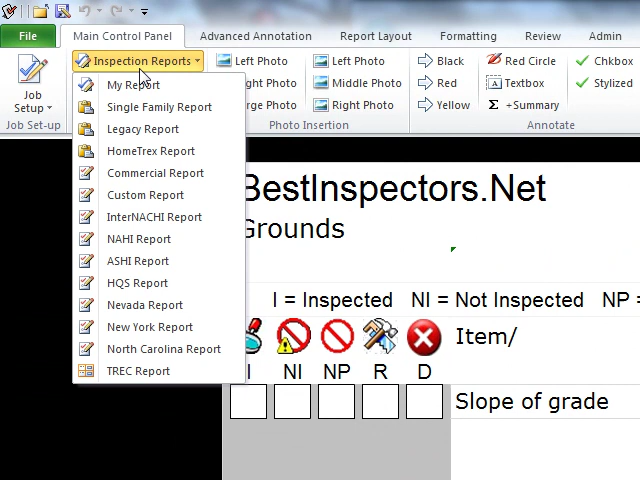 File Main Control Panel Advanced Annotation Report Layout Formatting Review Admin
Inspection Reports Left Photo Left Photo Black Red Circle Chkbox
Job Setup Middle Photo Red Textbox Stylized
Right Photo Yellow +Summary
Job Set-up Photo Insertion Annotate
My Report
Single Family Report
Legacy Report
HomeTrex Report
Commercial Report
Custom Report
InterNACHI Report
NAHI Report
ASHI Report
HQS Report
Nevada Report
New York Report
North Carolina Report
TREC Report
BestInspectors.Net
Grounds
I = Inspected NI = Not Inspected NP =
Item/
I NI NP R D
Slope of grade